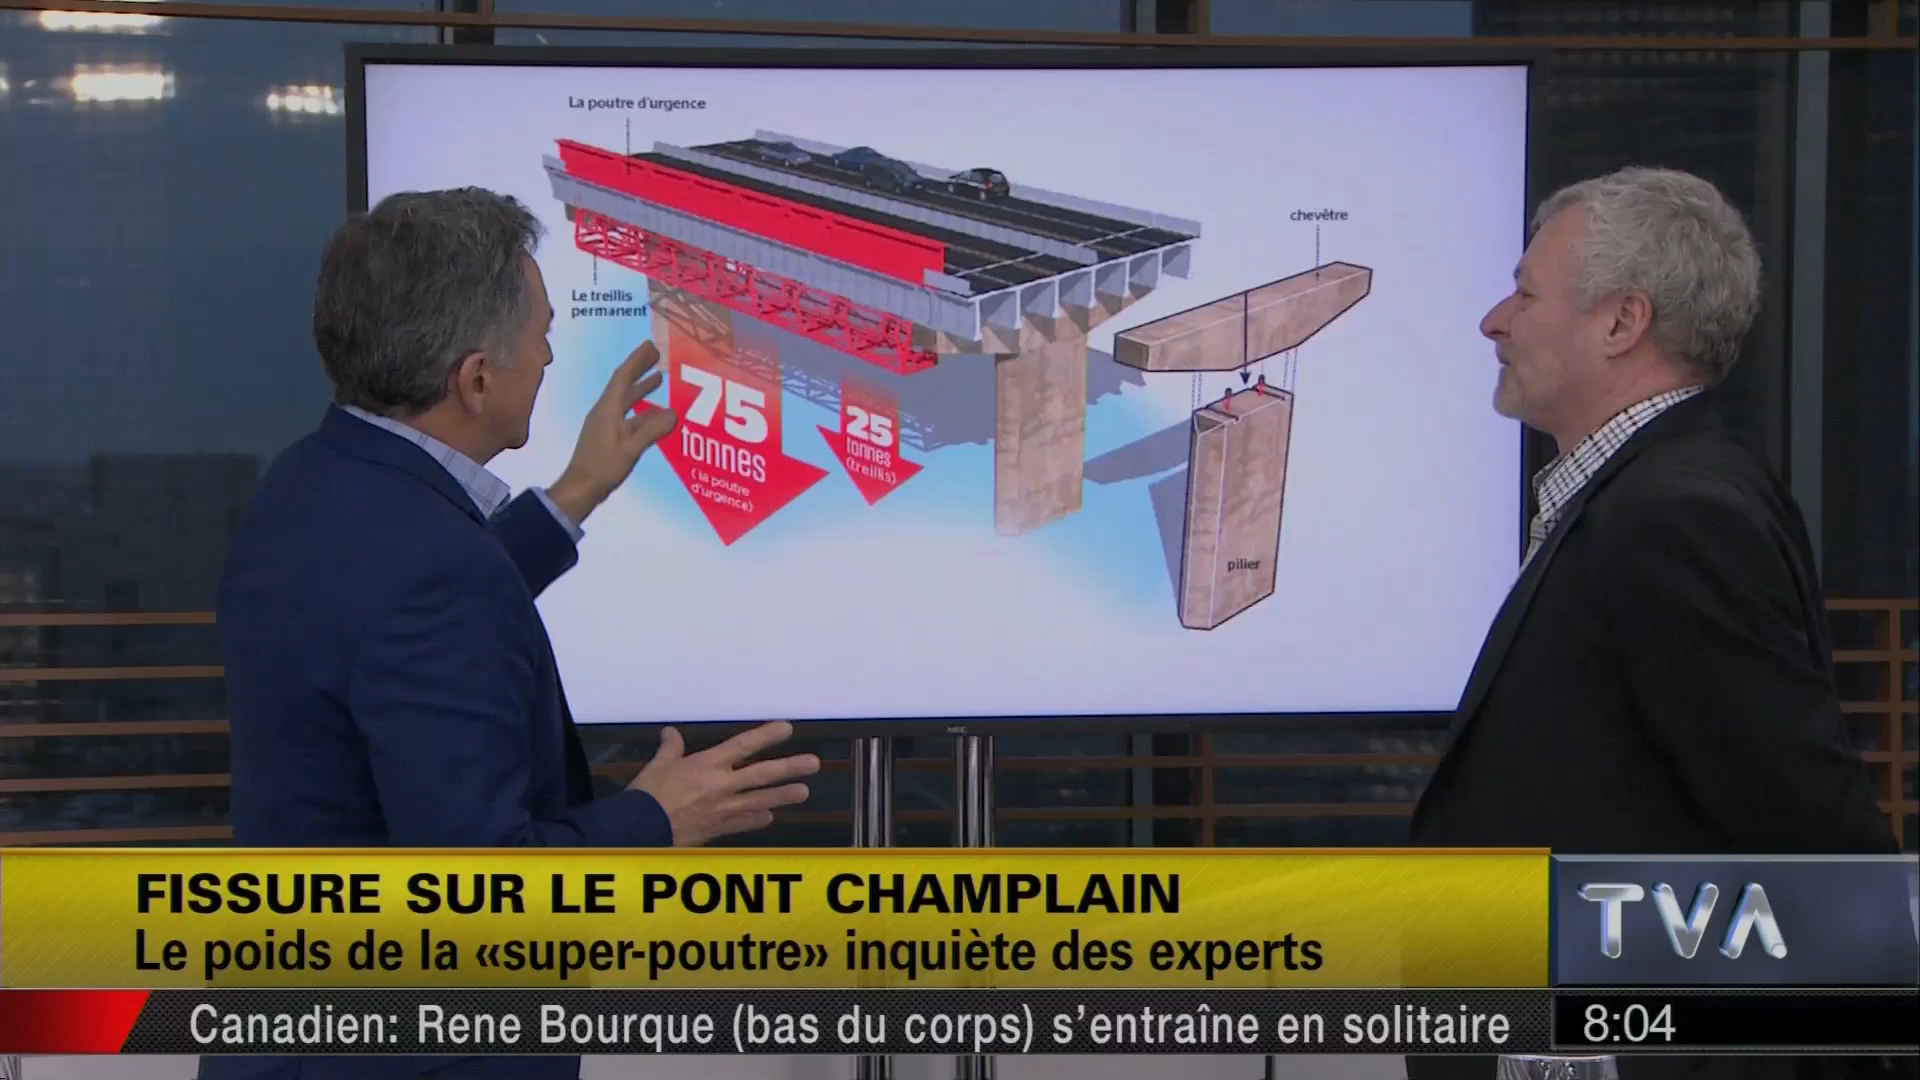 La poutre d'urgence
chevêtre
Le treillis
permanent
75
tonnes
(la poutre
d'urgence)
25
tonnes
(treillis)
pilier
NEC
FISSURE SUR LE PONT CHAMPLAIN
Le poids de la «super-poutre» inquiète des experts
TVA
Canadien: Rene Bourque (bas du corps) s'entraîne en solitaire
8:04